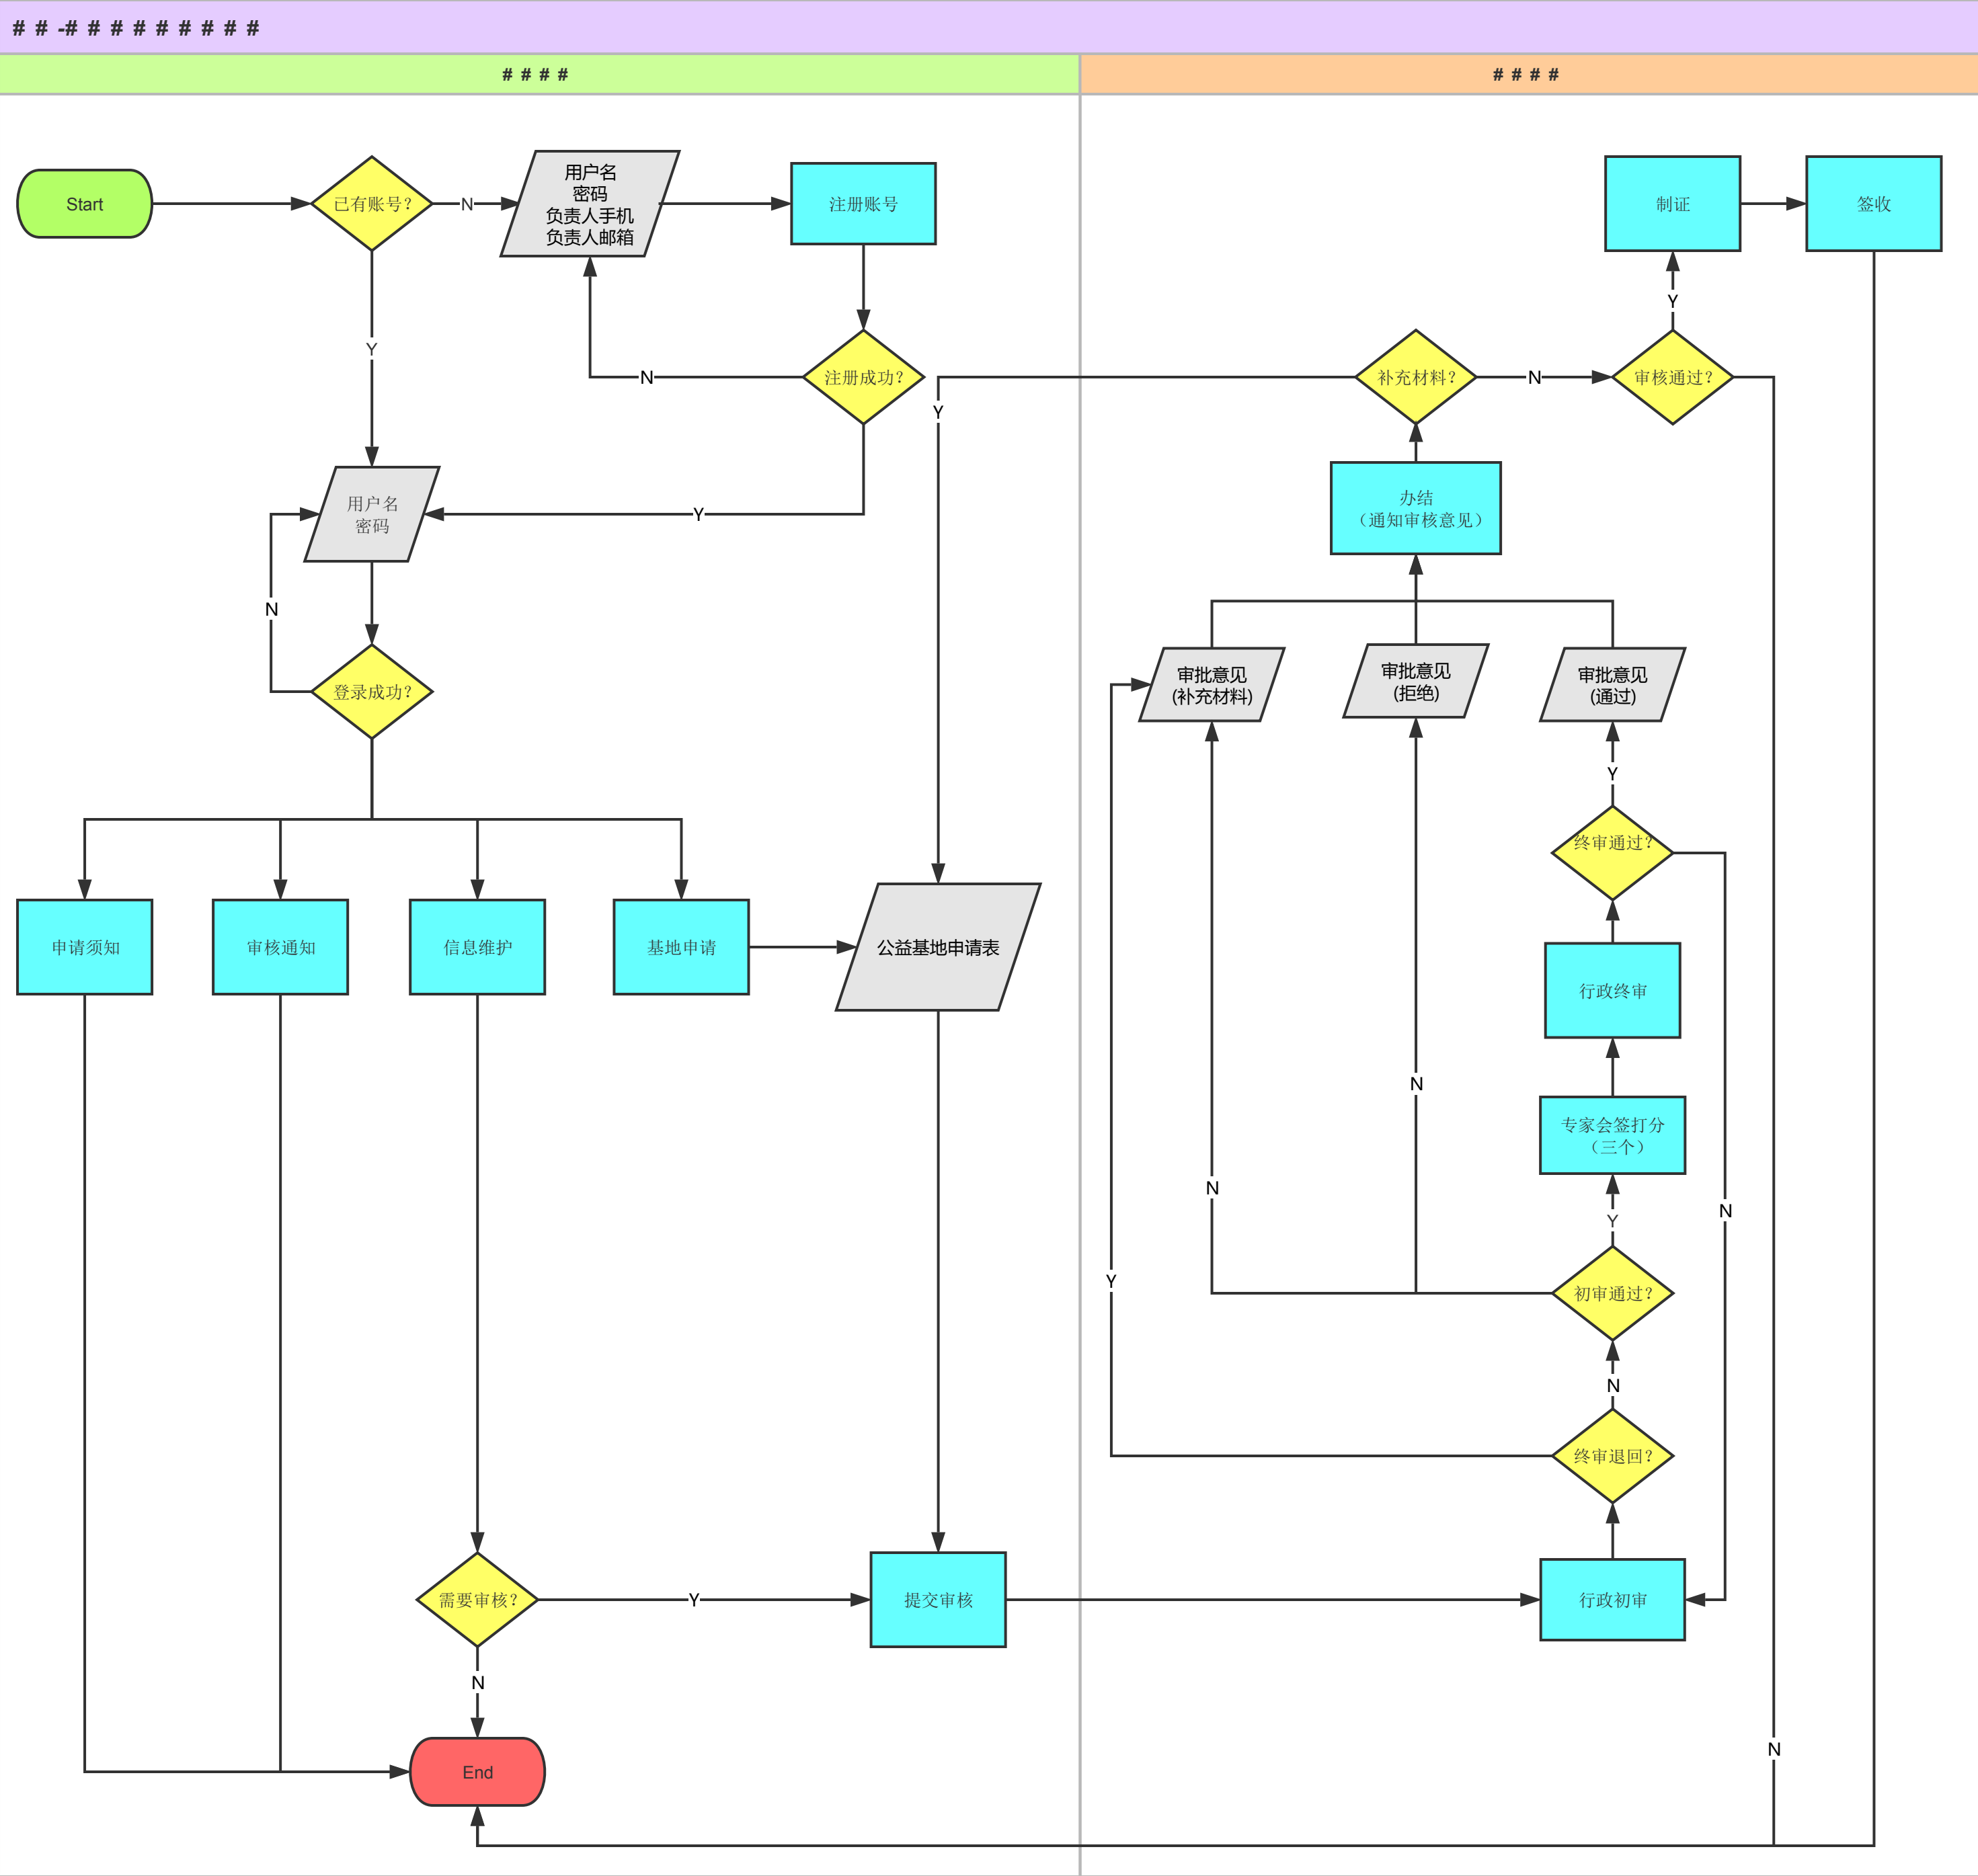 # # -# # # # # # # # #
# # # #
# # # #
Start
已有账号?
N
用户名
密码
负责人手机
负责人邮箱
注册账号
制证
签收
Y
Y
注册成功?
N
补充材料?
N
审核通过?
Y
用户名
密码
Y
办结
（通知审核意见）
N
登录成功?
审批意见
(补充材料)
审批意见
(拒绝)
审批意见
(通过)
Y
终审通过?
申请须知
审核通知
信息维护
基地申请
公益基地申请表
行政终审
N
专家会签打分
（三个）
N
N
Y
Y
初审通过?
N
终审退回?
需要审核?
Y
提交审核
行政初审
N
N
End